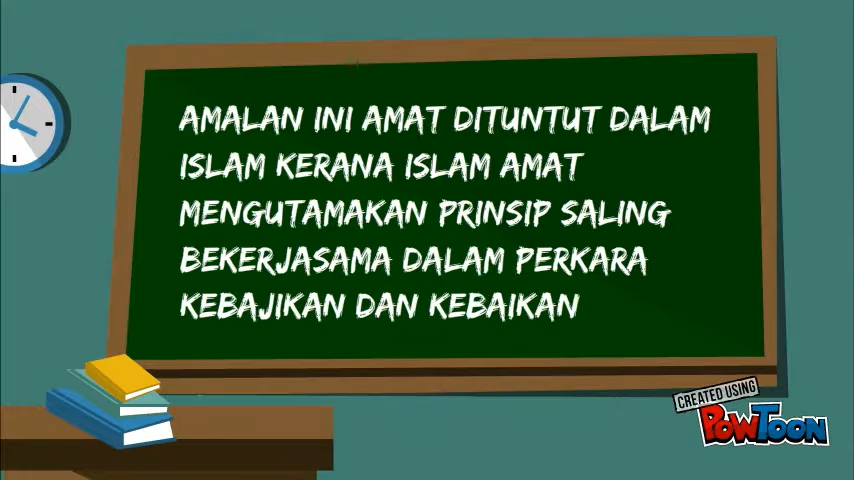 AMALAN INI AMAT DITUNTUT DALAM
ISLAM KERANA ISLAM AMAT
MENGUTAMAKAN PRINSIP SALING
BEKERJASAMA DALAM PERKARA
KEBAJIKAN DAN KEBAIKAN
CREATED USING
POWTOON